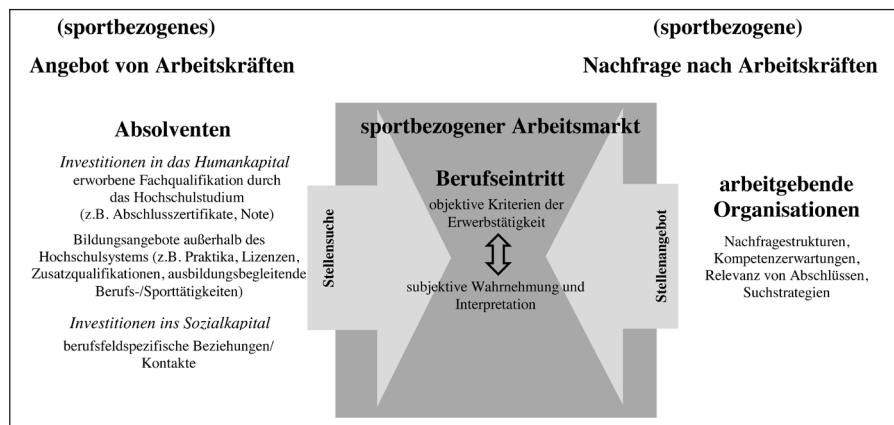 (sportbezogenes)
Angebot von Arbeitskräften
(sportbezogene)
Nachfrage nach Arbeitskräften
Absolventen
Investitionen in das Humankapital
erworbene Fachqualifikation durch
das Hochschulstudium
(z.B. Abschlusszertifikate, Note)
Bildungsangebote außerhalb des
Hochschulsystems (z.B. Praktika, Lizenzen,
Zusatzqualifikationen, ausbildungsbegleitende
Berufs-/Sporttätigkeiten)
Investitionen ins Sozialkapital
berufsfeldspezifische Beziehungen/
Kontakte
Stellensuche
sportbezogener Arbeitsmarkt
Berufseintritt
objektive Kriterien der
Erwerbstätigkeit
subjektive Wahrnehmung und
Interpretation
Stellenangebot
arbeitgebende
Organisationen
Nachfragestrukturen,
Kompetenzerwartungen,
Relevanz von Abschlüssen,
Suchstrategien